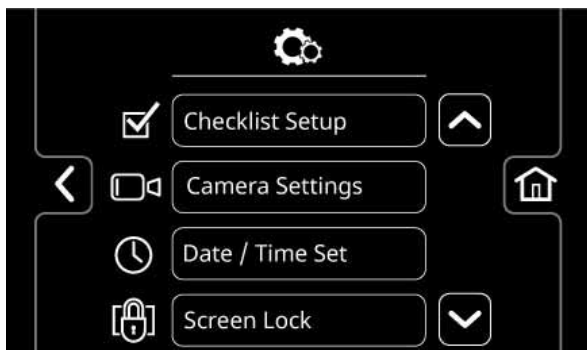 Checklist Setup
Camera Settings
Date / Time Set
Screen Lock